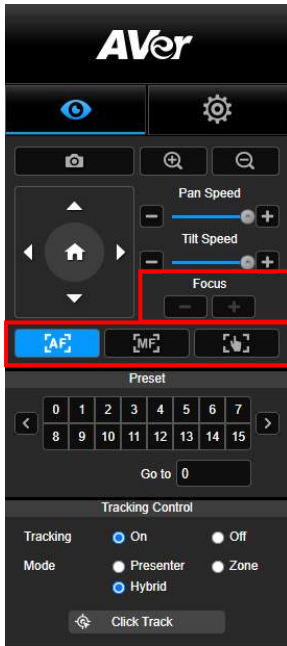 AVer
Pan Speed
Tilt Speed
Focus
AF
MF
Preset
0 1 2 3 4 5 6 7
8 9 10 11 12 13 14 15
Go to 0
Tracking Control
Tracking On Off
Mode Presenter Zone
Hybrid
Click Track